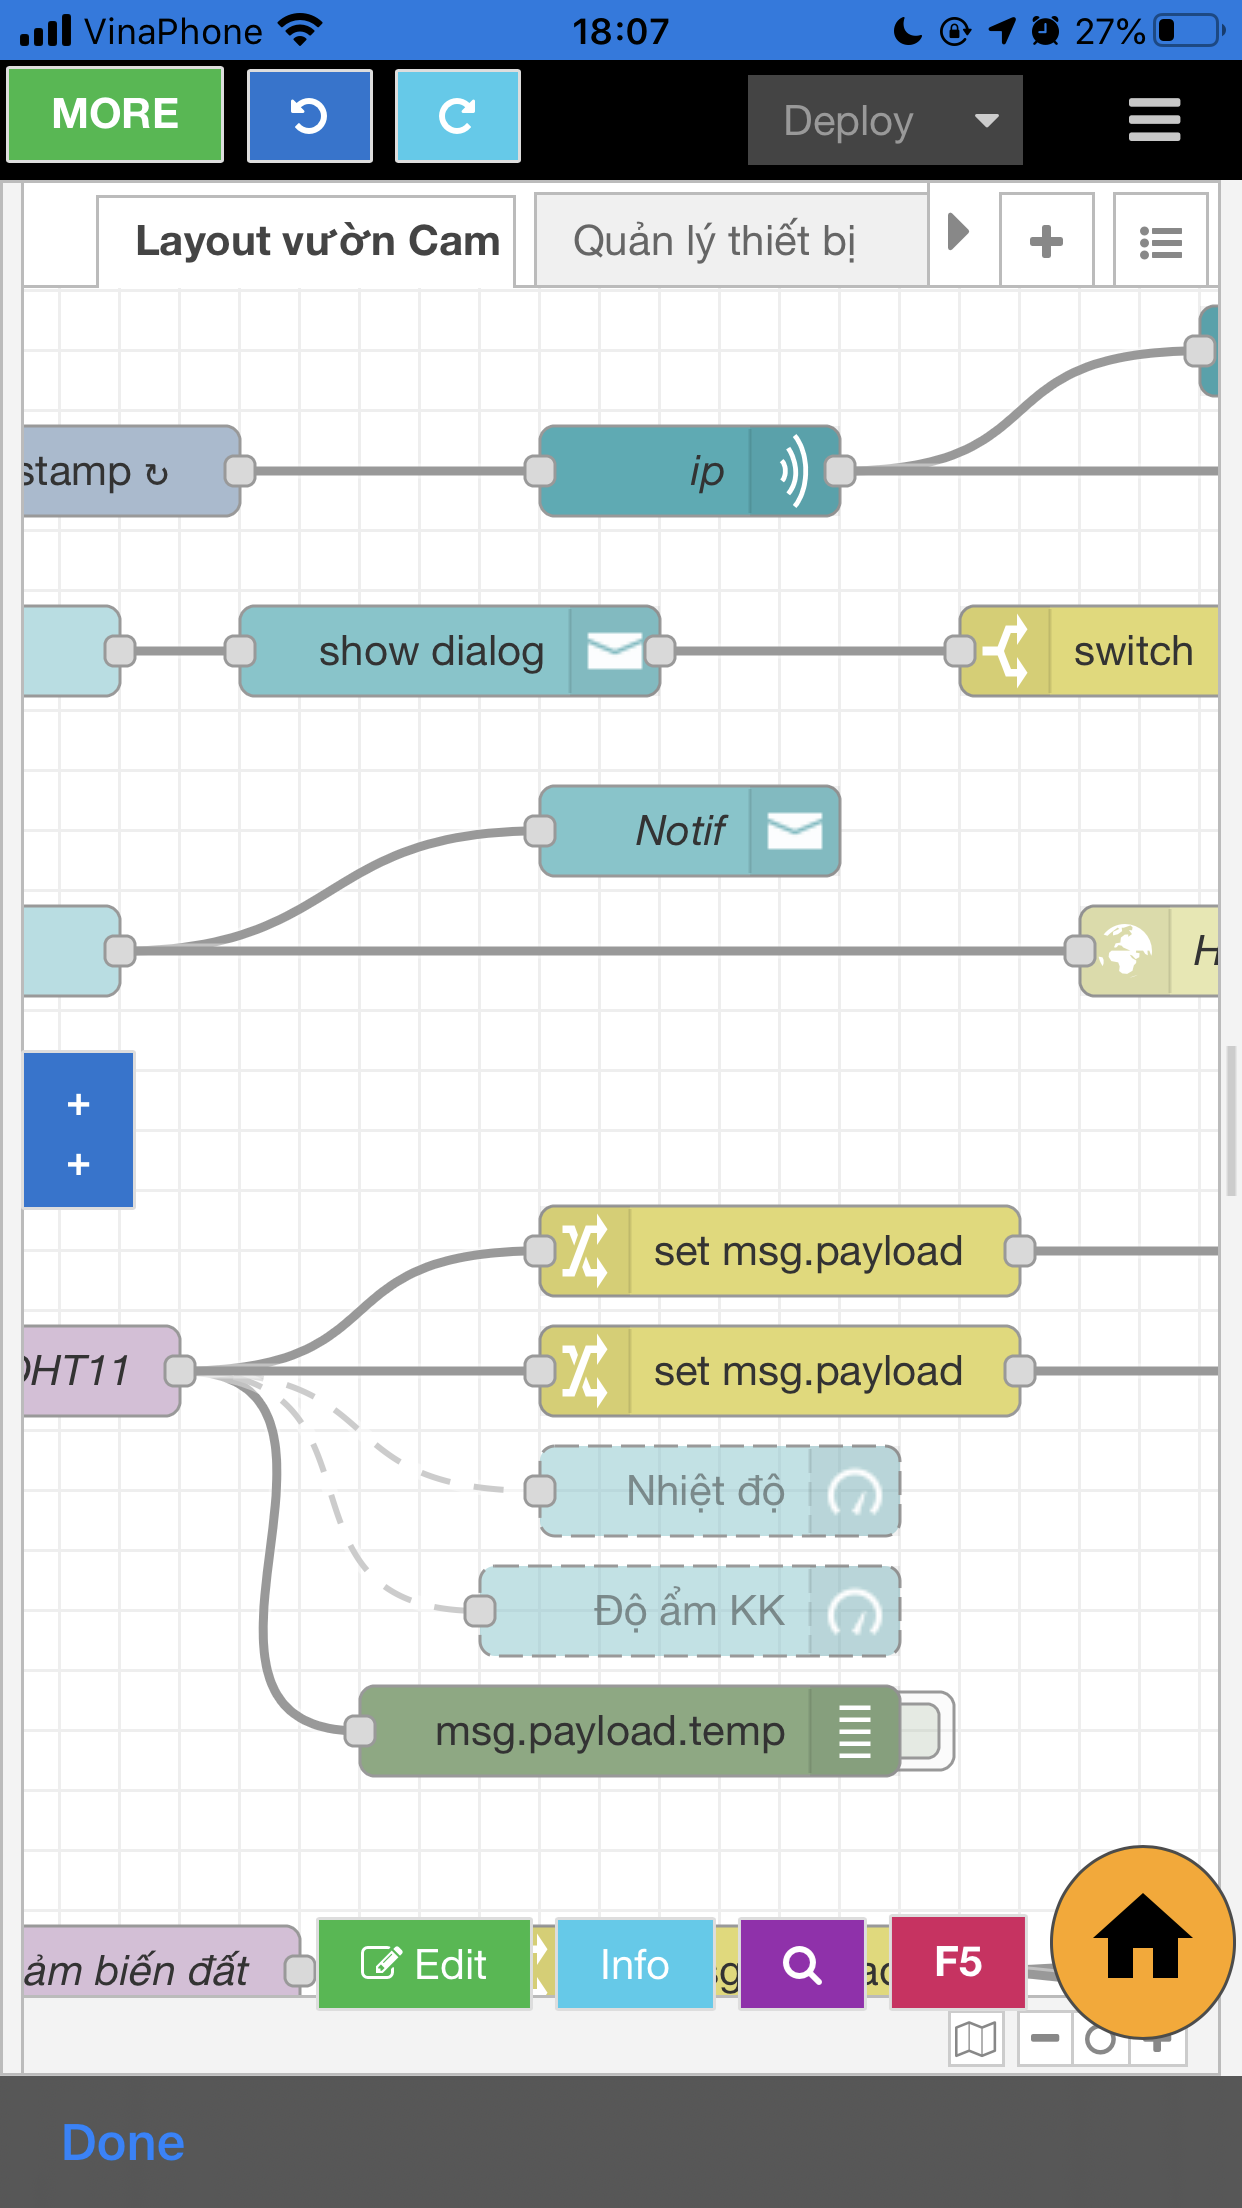 VinaPhone 18:07 27%
MORE Deploy
Layout vườn Cam Quản lý thiết bị
stamp ↻ ip
show dialog switch
Notif
H
+
+
set msg.payload
DHT11 set msg.payload
Nhiệt độ
Độ ẩm KK
msg.payload.temp
ảm biến đất Edit Info F5
Done